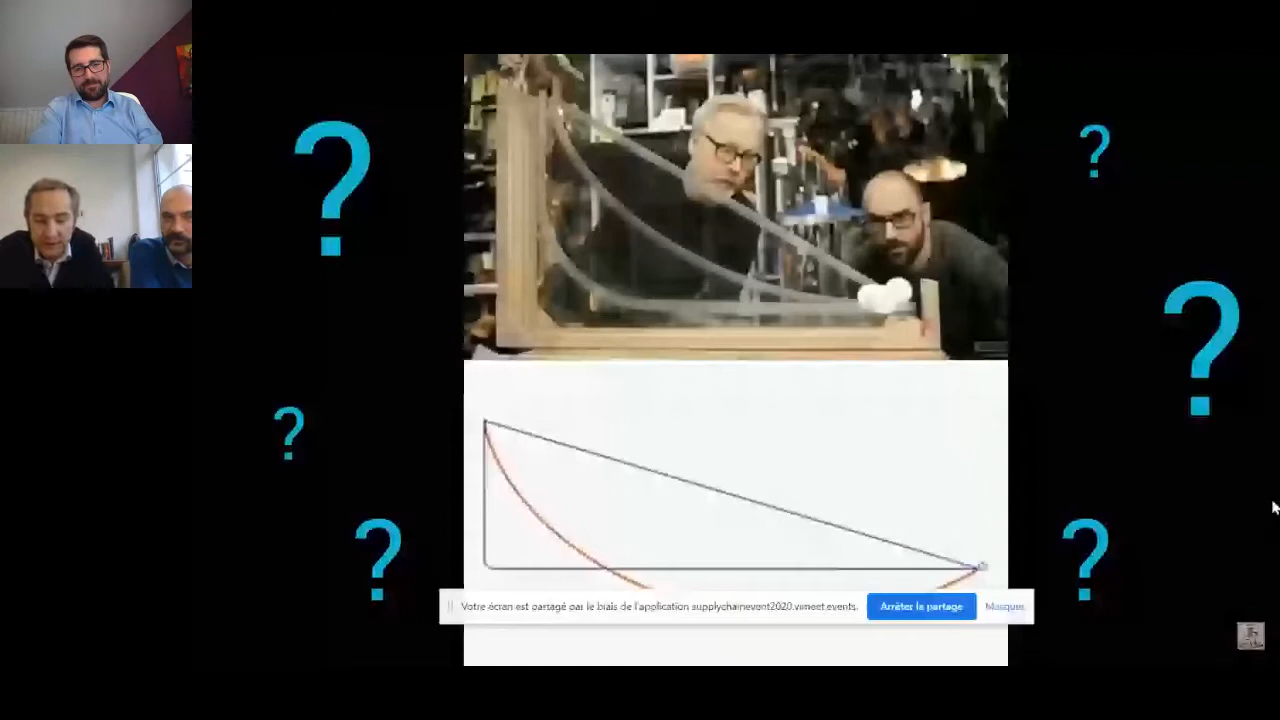 ?
?
?
?
?
?
Votre écran est partagé par le biais de l'application supplychainevent2020.vimeet.events.
Arrêter le partage
Masquer